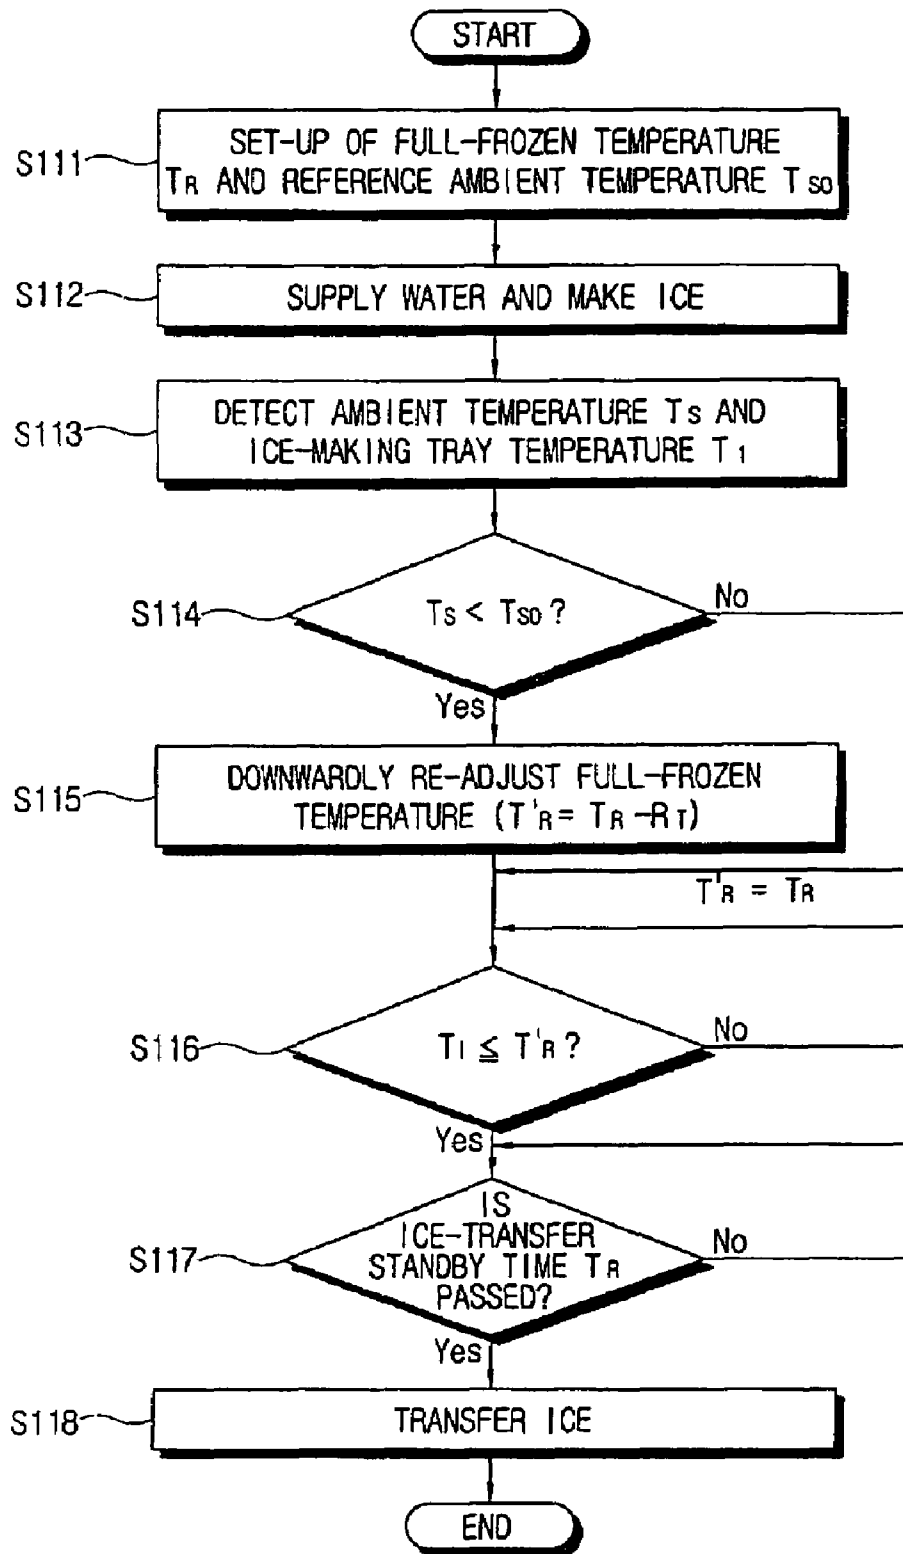 START
S111
SET-UP OF FULL-FROZEN TEMPERATURE
TR AND REFERENCE AMBIENT TEMPERATURE TSO
S112
SUPPLY WATER AND MAKE ICE
S113
DETECT AMBIENT TEMPERATURE TS AND
ICE-MAKING TRAY TEMPERATURE T1
S114
TS < TSO ?
No
Yes
S115
DOWNWARDLY RE-ADJUST FULL-FROZEN
TEMPERATURE (T'R = TR -RT)
T'R = TR
S116
TI ≦ T'R ?
No
Yes
S117
IS
ICE-TRANSFER
STANDBY TIME TR
PASSED?
No
Yes
S118
TRANSFER ICE
END